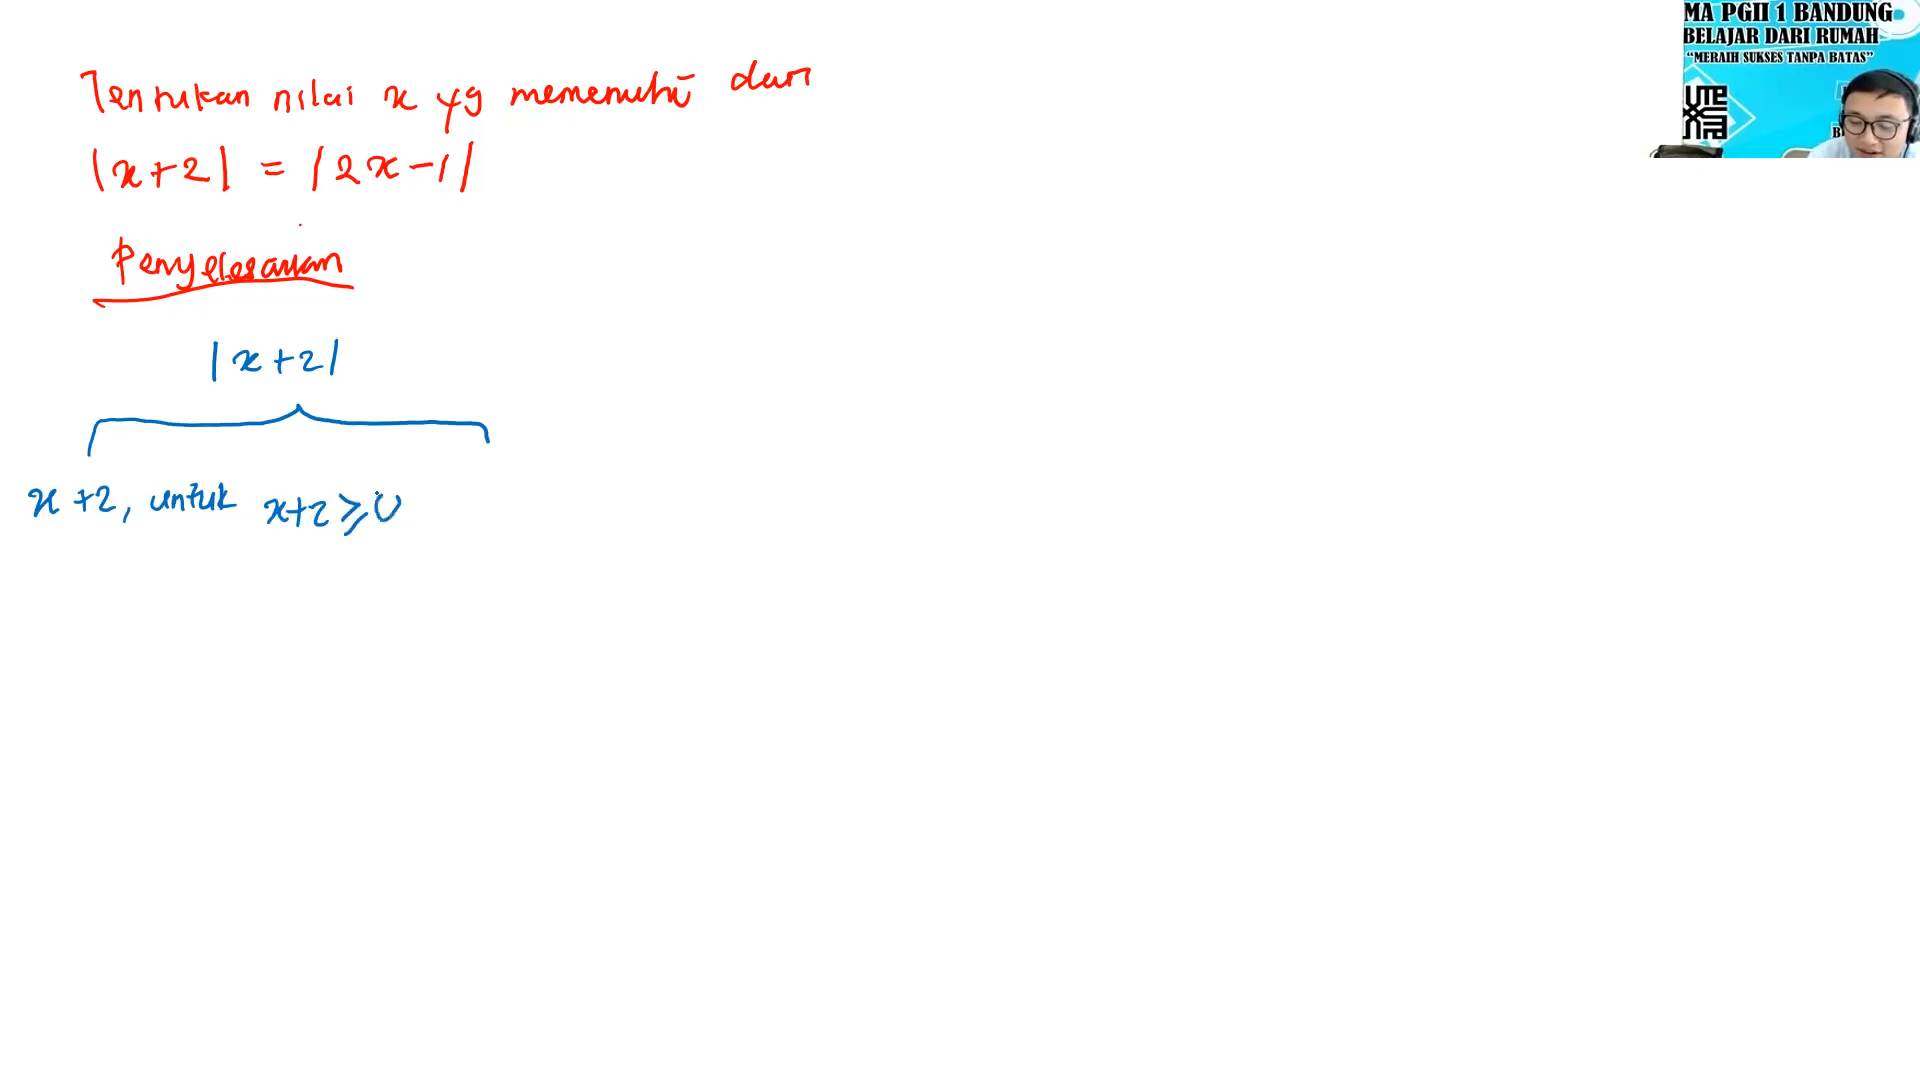 Tentukan nilai x yg memenuhi dari
|x+2| = |2x-1|
Penyelesaian
|x+2|
x+2, untuk x+2 ⩾ 0
MA PGII 1 BANDUNG
BELAJAR DARI RUMAH
“MERAIH SUKSES TANPA BATAS”